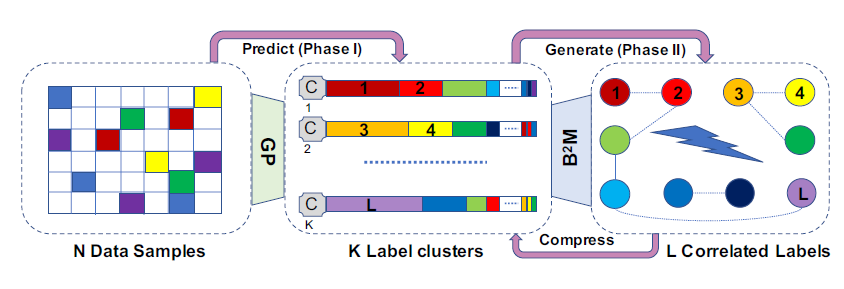 Predict (Phase I)
Generate (Phase II)
GP
C 1 2
1
C 3 4
2
C L
K
B²M
1 2 3 4
L
Compress
N Data Samples
K Label clusters
L Correlated Labels